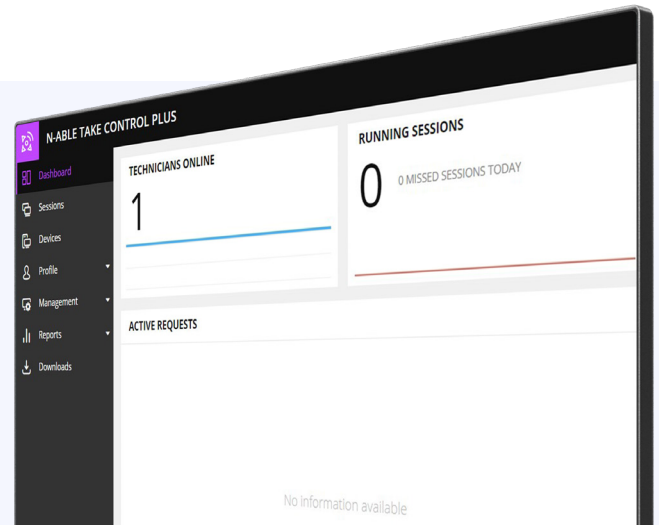 N-ABLE TAKE CONTROL PLUS
Dashboard
Sessions
Devices
Profile
Management
Reports
Downloads
TECHNICIANS ONLINE
1
RUNNING SESSIONS
0
0 MISSED SESSIONS TODAY
ACTIVE REQUESTS
No information available